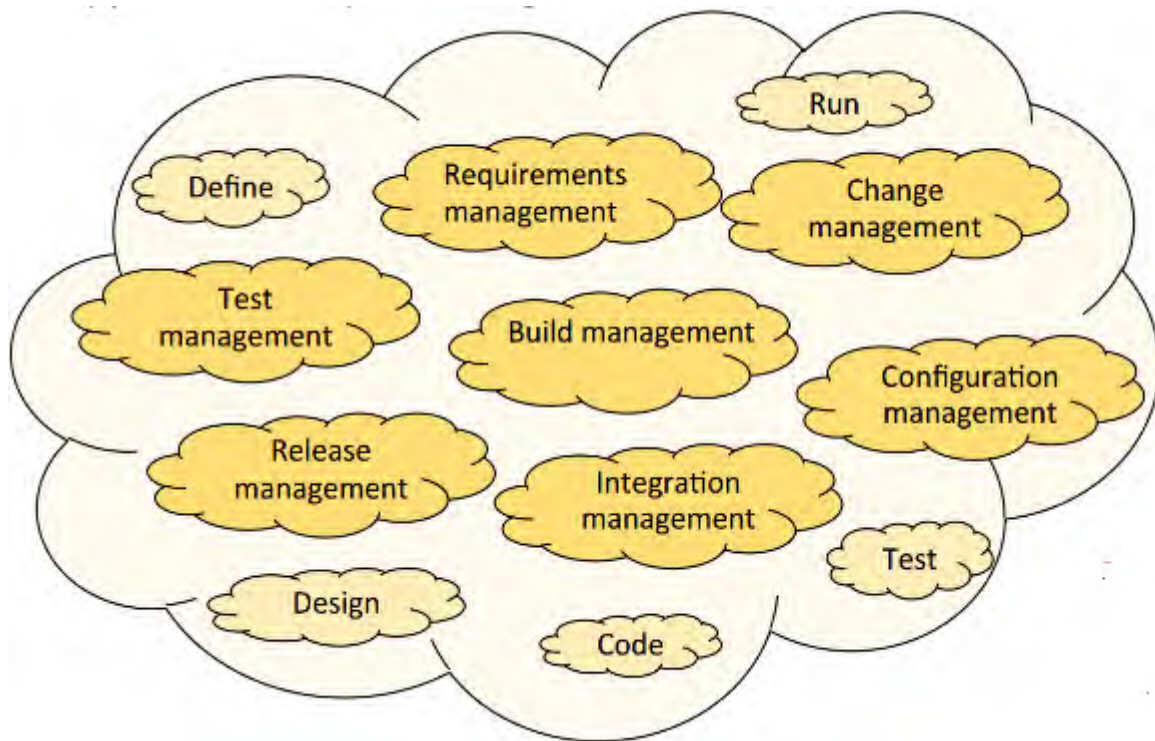 Run
Define
Requirements
management
Change
management
Test
management
Build management
Configuration
management
Release
management
Integration
management
Test
Design
Code